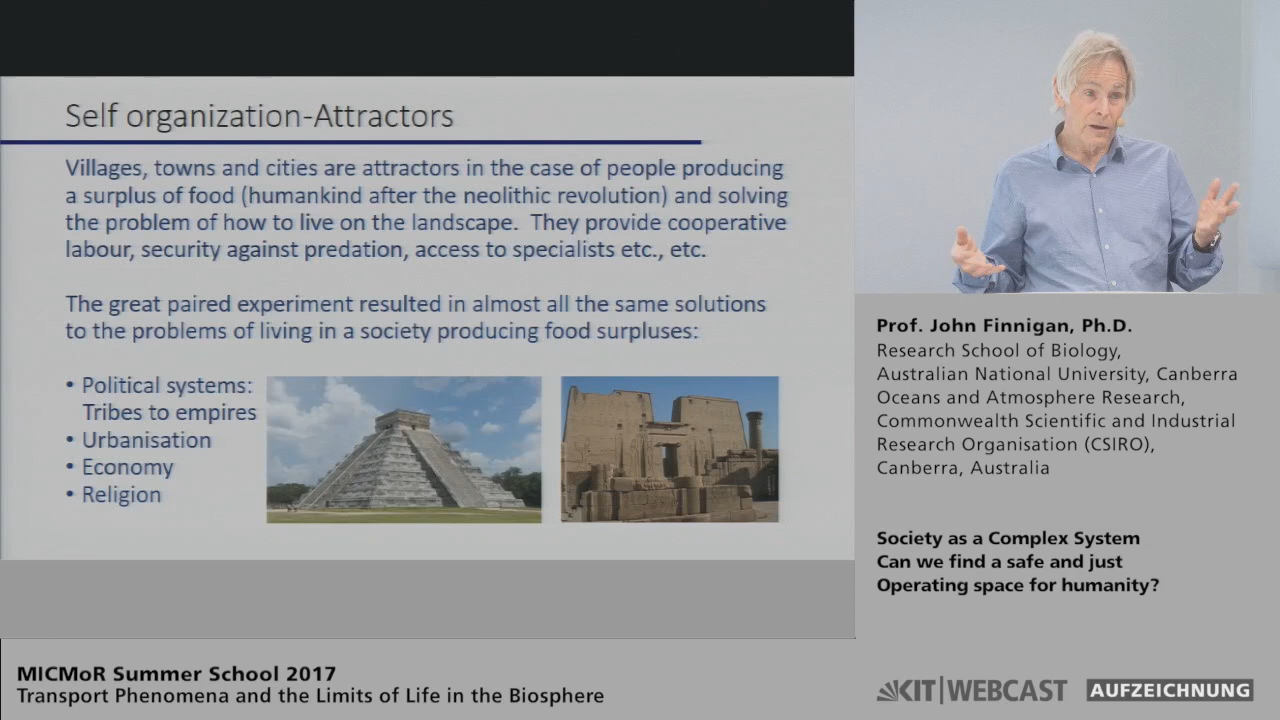 Self organization-Attractors
Villages, towns and cities are attractors in the case of people producing
a surplus of food (humankind after the neolithic revolution) and solving
the problem of how to live on the landscape. They provide cooperative
labour, security against predation, access to specialists etc., etc.
The great paired experiment resulted in almost all the same solutions
to the problems of living in a society producing food surpluses:
• Political systems:
Tribes to empires
• Urbanisation
• Economy
• Religion
Prof. John Finnigan, Ph.D.
Research School of Biology,
Australian National University, Canberra
Oceans and Atmosphere Research,
Commonwealth Scientific and Industrial
Research Organisation (CSIRO),
Canberra, Australia
Society as a Complex System
Can we find a safe and just
Operating space for humanity?
MICMoR Summer School 2017
Transport Phenomena and the Limits of Life in the Biosphere
KIT|WEBCAST
AUFZEICHNUNG